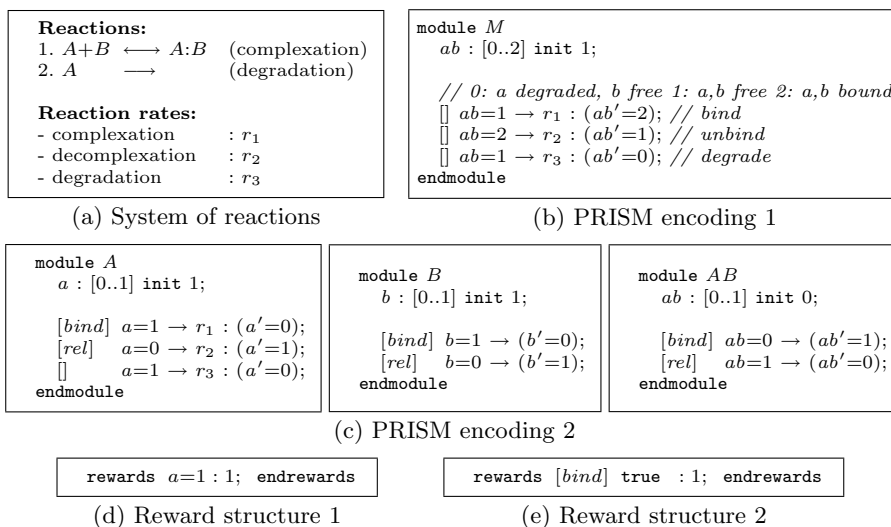 Reactions:
1. A+B ⟷ A:B (complexation)
2. A ⟶ (degradation)
Reaction rates:
- complexation : r₁
- decomplexation : r₂
- degradation : r₃
(a) System of reactions
module M
ab : [0..2] init 1;
// 0: a degraded, b free 1: a,b free 2: a,b bound
[] ab=1 → r₁ : (ab′=2); // bind
[] ab=2 → r₂ : (ab′=1); // unbind
[] ab=1 → r₃ : (ab′=0); // degrade
endmodule
(b) PRISM encoding 1
module A
a : [0..1] init 1;
[bind] a=1 → r₁ : (a′=0);
[rel] a=0 → r₂ : (a′=1);
[] a=1 → r₃ : (a′=0);
endmodule
module B
b : [0..1] init 1;
[bind] b=1 → (b′=0);
[rel] b=0 → (b′=1);
endmodule
module AB
ab : [0..1] init 0;
[bind] ab=0 → (ab′=1);
[rel] ab=1 → (ab′=0);
endmodule
(c) PRISM encoding 2
rewards a=1 : 1; endrewards
(d) Reward structure 1
rewards [bind] true : 1; endrewards
(e) Reward structure 2